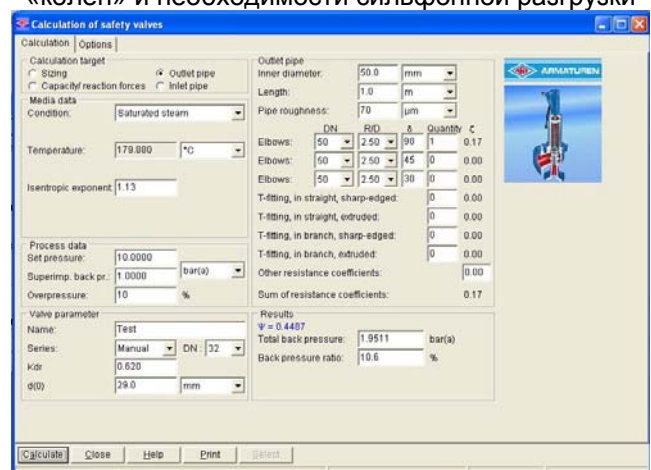 «колен» и необходимости сильфонной разгрузки
Calculation of safety valves
Calculation Options
Calculation target
Sizing Outlet pipe
Capacity/ reaction forces Inlet pipe
Media data
Condition: Saturated steam
Temperature: 179.880 °C
Isentropic exponent: 1.13
Process data
Set pressure: 10.0000
Superimp. back pr.: 1.0000 bar(a)
Overpressure: 10 %
Valve parameter
Name: Test
Series: Manual DN: 32
Kdr 0.620
d(0) 29.0 mm
Outlet pipe
Inner diameter: 50.0 mm
Length: 1.0 m
Pipe roughness: 70 µm
DN R/D δ Quantity ζ
Elbows: 50 2.50 90 1 0.17
Elbows: 50 2.50 45 0 0.00
Elbows: 50 2.50 30 0 0.00
T-fitting, in straight, sharp-edged: 0 0.00
T-fitting, in straight, extruded: 0 0.00
T-fitting, in branch, sharp-edged: 0 0.00
T-fitting, in branch, extruded: 0 0.00
Other resistance coefficients: 0.00
Sum of resistance coefficients: 0.17
Results
Ψ = 0.4487
Total back pressure: 1.9511 bar(a)
Back pressure ratio: 10.6 %
ARMATUREN
Calculate Close Help Print Select